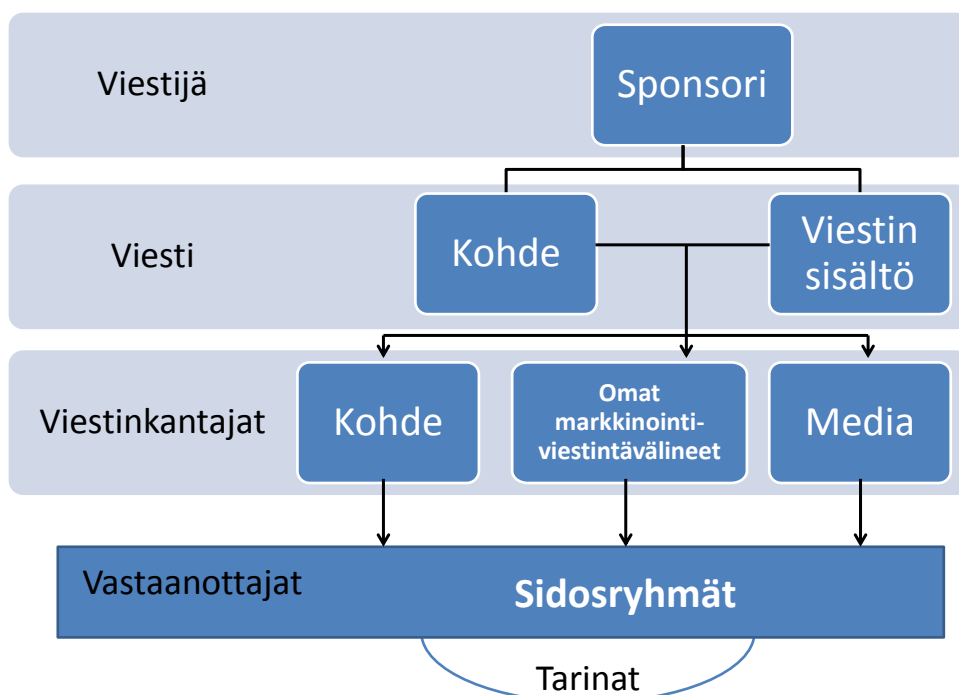 Viestijä
Sponsori
Viesti
Kohde
Viestin
sisältö
Viestinkantajat
Kohde
Omat
markkinointi-
viestintävälineet
Media
Vastaanottajat
Sidosryhmät
Tarinat